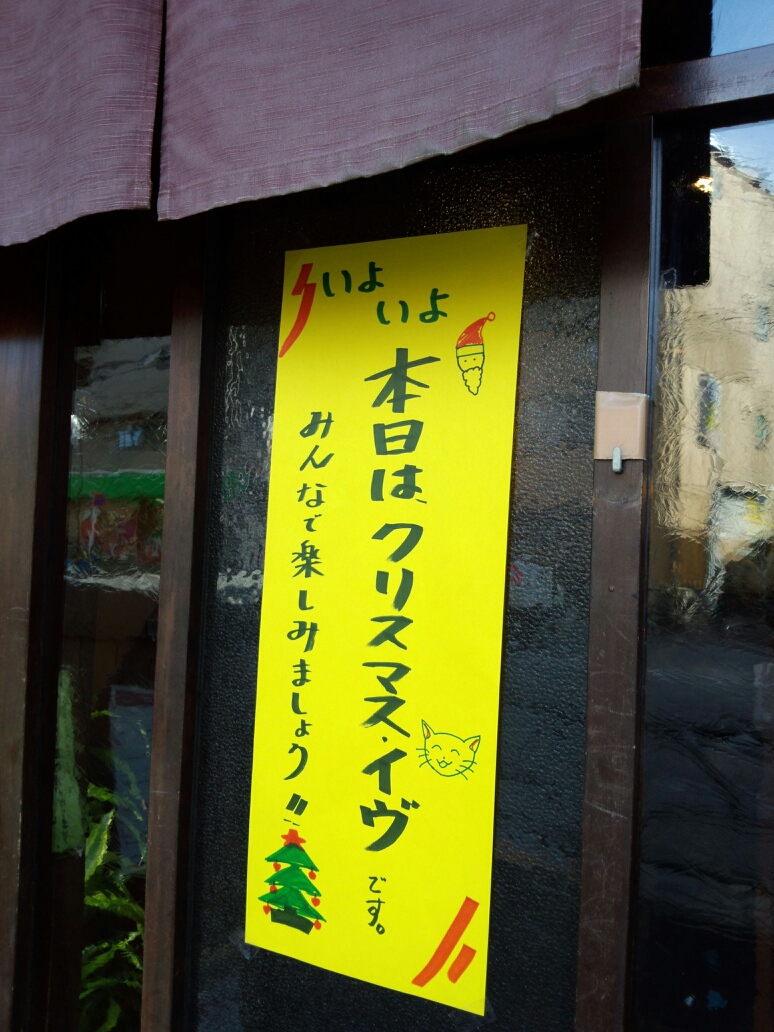 いよ
いよ
本日は、クリスマス・イヴです。
みんなで楽しみましょう!!